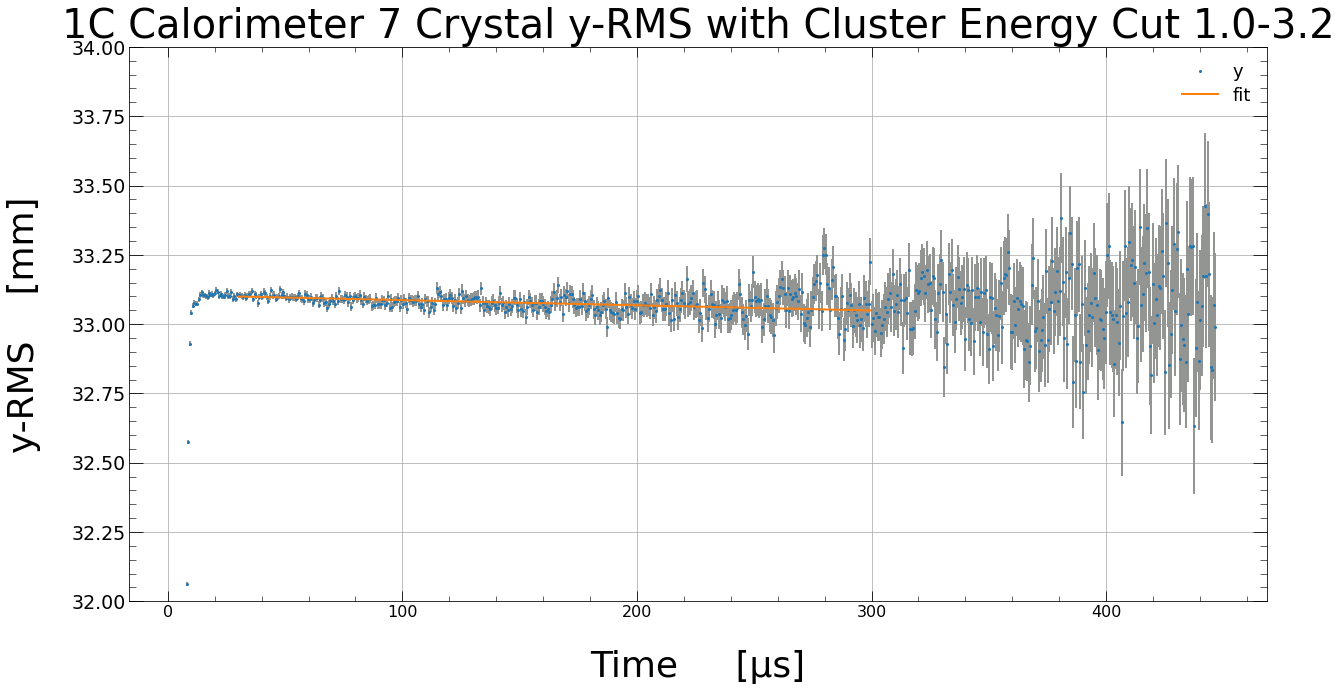 1C Calorimeter 7 Crystal y-RMS with Cluster Energy Cut 1.0-3.2
34.00
33.75
33.50
33.25
33.00
32.75
32.50
32.25
32.00
y-RMS [mm]
y
fit
0 100 200 300 400
Time [µs]